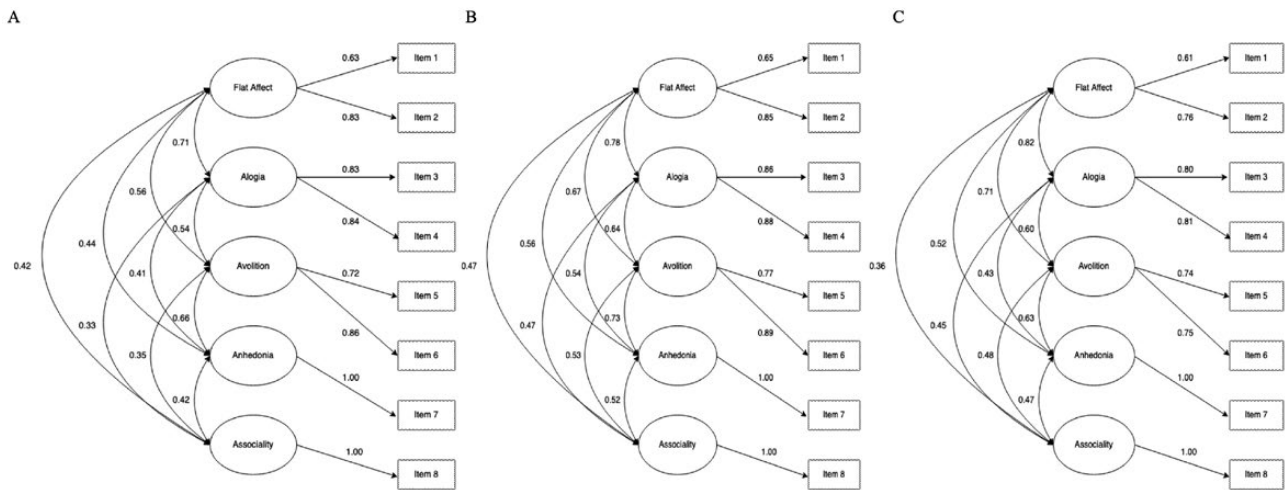 A
B
C
Flat Affect
Alogia
Avolition
Anhedonia
Associality
Item 1
Item 2
Item 3
Item 4
Item 5
Item 6
Item 7
Item 8
0.63
0.83
0.83
0.84
0.72
0.86
1.00
1.00
0.71
0.56
0.54
0.44
0.41
0.42
0.66
0.33
0.35
0.42
Flat Affect
Alogia
Avolition
Anhedonia
Associality
Item 1
Item 2
Item 3
Item 4
Item 5
Item 6
Item 7
Item 8
0.65
0.85
0.86
0.88
0.77
0.89
1.00
1.00
0.78
0.67
0.64
0.56
0.54
0.47
0.73
0.47
0.53
0.52
Flat Affect
Alogia
Avolition
Anhedonia
Associality
Item 1
Item 2
Item 3
Item 4
Item 5
Item 6
Item 7
Item 8
0.61
0.76
0.80
0.81
0.74
0.75
1.00
1.00
0.82
0.71
0.60
0.52
0.43
0.36
0.63
0.45
0.48
0.47